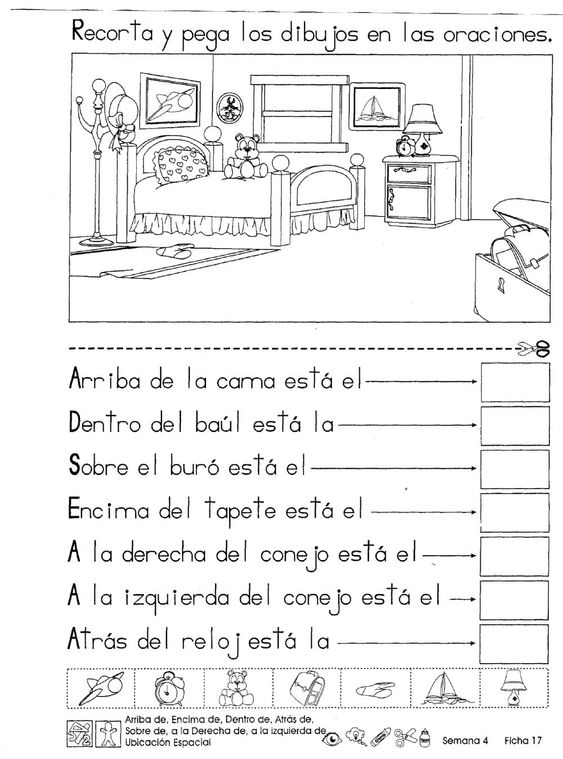 Recorta y pega los dibujos en las oraciones.
Arriba de la cama está el
Dentro del baúl está la
Sobre el buró está el
Encima del tapete está el
A la derecha del conejo está el
A la izquierda del conejo está el
Atrás del reloj está la
Arriba de, Encima de, Dentro de, Atrás de,
Sobre de, a la Derecha de, a la izquierda de
Ubicación Espacial
Semana 4 Ficha 17